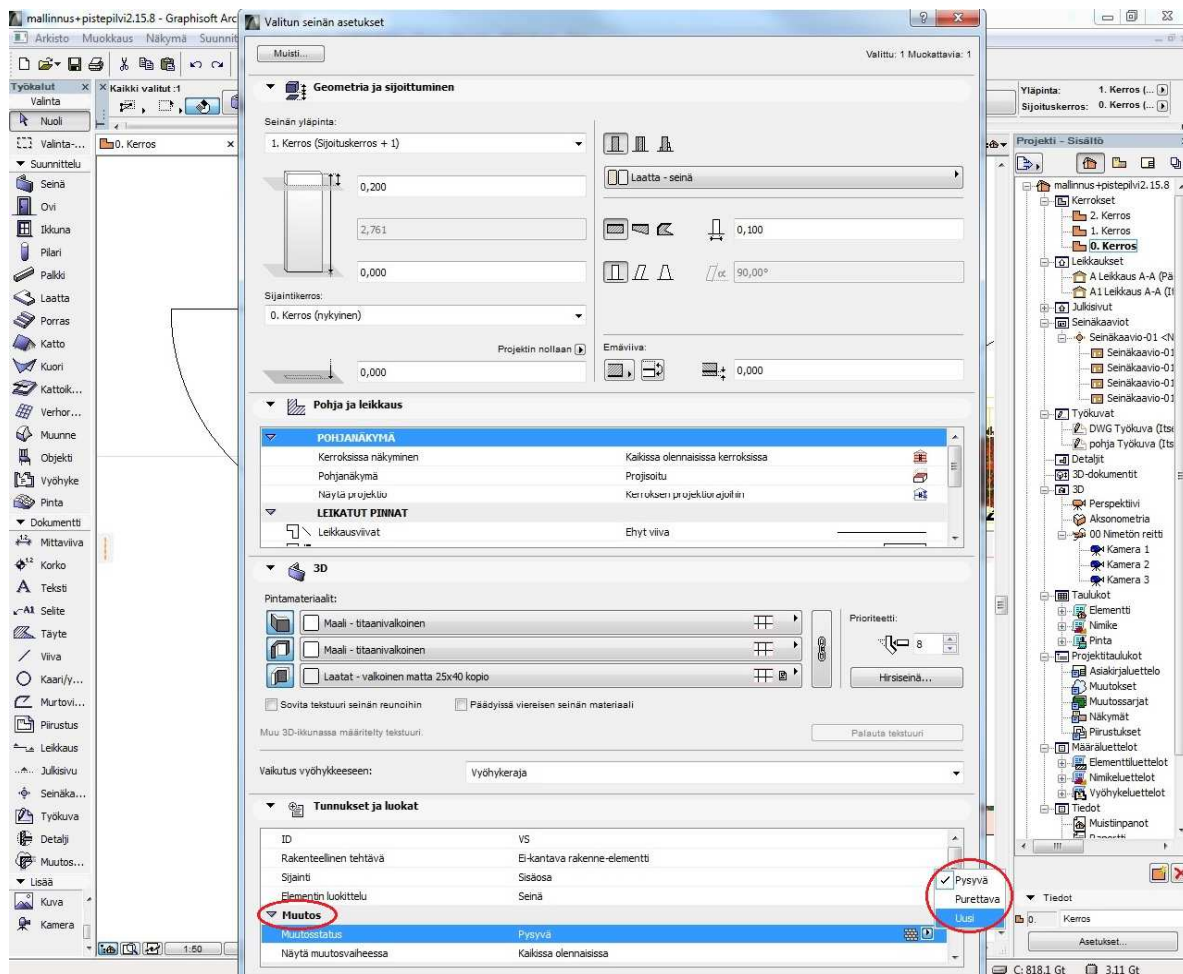 mallinnus+pistepilvi2.15.8 - Graphisoft Arc
Arkisto Muokkaus Näkymä Suunnit
Työkalut
Valinta
Nuoli
Valinta-...
Suunnittelu
Seinä
Ovi
Ikkuna
Pilari
Palkki
Laatta
Porras
Katto
Kuori
Kattoik...
Verhor...
Muunne
Objekti
Vyöhyke
Pinta
Dokumentti
Mittaviiva
Korko
Teksti
Selite
Täyte
Viiva
Kaari/y...
Murtovi...
Piirustus
Leikkaus
Julkisivu
Seinäka...
Työkuva
Detalji
Muutos...
Lisää
Kuva
Kamera
Kaikki valitut :1
0. Kerros
1:50
Valitun seinän asetukset
Muisti...
Valittu: 1 Muokattavia: 1
Geometria ja sijoittuminen
Seinän yläpinta:
1. Kerros (Sijoituskerros + 1)
0,200
2,761
0,000
Sijaintikerros:
0. Kerros (nykyinen)
Projektin nollaan
0,000
Laatta - seinä
0,100
90,00°
Emäviiva:
0,000
Pohja ja leikkaus
POHJANÄKYMÄ
Kerroksissa näkyminen Kaikissa olennaisissa kerroksissa
Pohjanäkymä Projisoitu
Näytä projektio Kerroksen projektiorajoihin
LEIKATUT PINNAT
Leikkausviivat Ehyt viiva
3D
Pintamateriaalit:
Maali - titaanivalkoinen
Maali - titaanivalkoinen
Laatat - valkoinen matta 25x40 kopio
Prioriteetti:
8
Hirsiseinä...
Sovita tekstuuri seinän reunoihin Päädyissä viereisen seinän materiaali
Muu 3D-ikkunassa määritelty tekstuuri.
Palauta tekstuuri
Vaikutus vyöhykkeeseen: Vyöhykeraja
Tunnukset ja luokat
ID VS
Rakenteellinen tehtävä Ei-kantava rakenne-elementti
Sijainti Sisäosa
Elementin luokittelu Seinä
Muutos
Muutosstatus Pysyvä
Näytä muutosvaiheessa Kaikissa olennaisissa
Pysyvä
Purettava
Uusi
Yläpinta: 1. Kerros (...
Sijoituskerros: 0. Kerros (...
Projekti - Sisältö
mallinnus+pistepilvi2.15.8
Kerrokset
2. Kerros
1. Kerros
0. Kerros
Leikkaukset
A Leikkaus A-A (Pä
A1 Leikkaus A-A (It
Julkisivut
Seinäkaaviot
Seinäkaavio-01 <N
Seinäkaavio-01
Seinäkaavio-01
Seinäkaavio-01
Seinäkaavio-01
Työkuvat
DWG Työkuva (Itse
pohja Työkuva (Its
Detaljit
3D-dokumentit
3D
Perspektiivi
Aksonometria
00 Nimetön reitti
Kamera 1
Kamera 2
Kamera 3
Taulukot
Elementti
Nimike
Pinta
Projektitaulukot
Asiakirjaluettelo
Muutokset
Muutossarjat
Näkymät
Piirustukset
Määräluettelot
Elementtiluettelot
Nimikeluettelot
Vyöhykeluettelot
Tiedot
Muistiinpanot
Raportti
Tiedot
0. Kerros
Asetukset...
C: 818.1 Gt 3.11 Gt